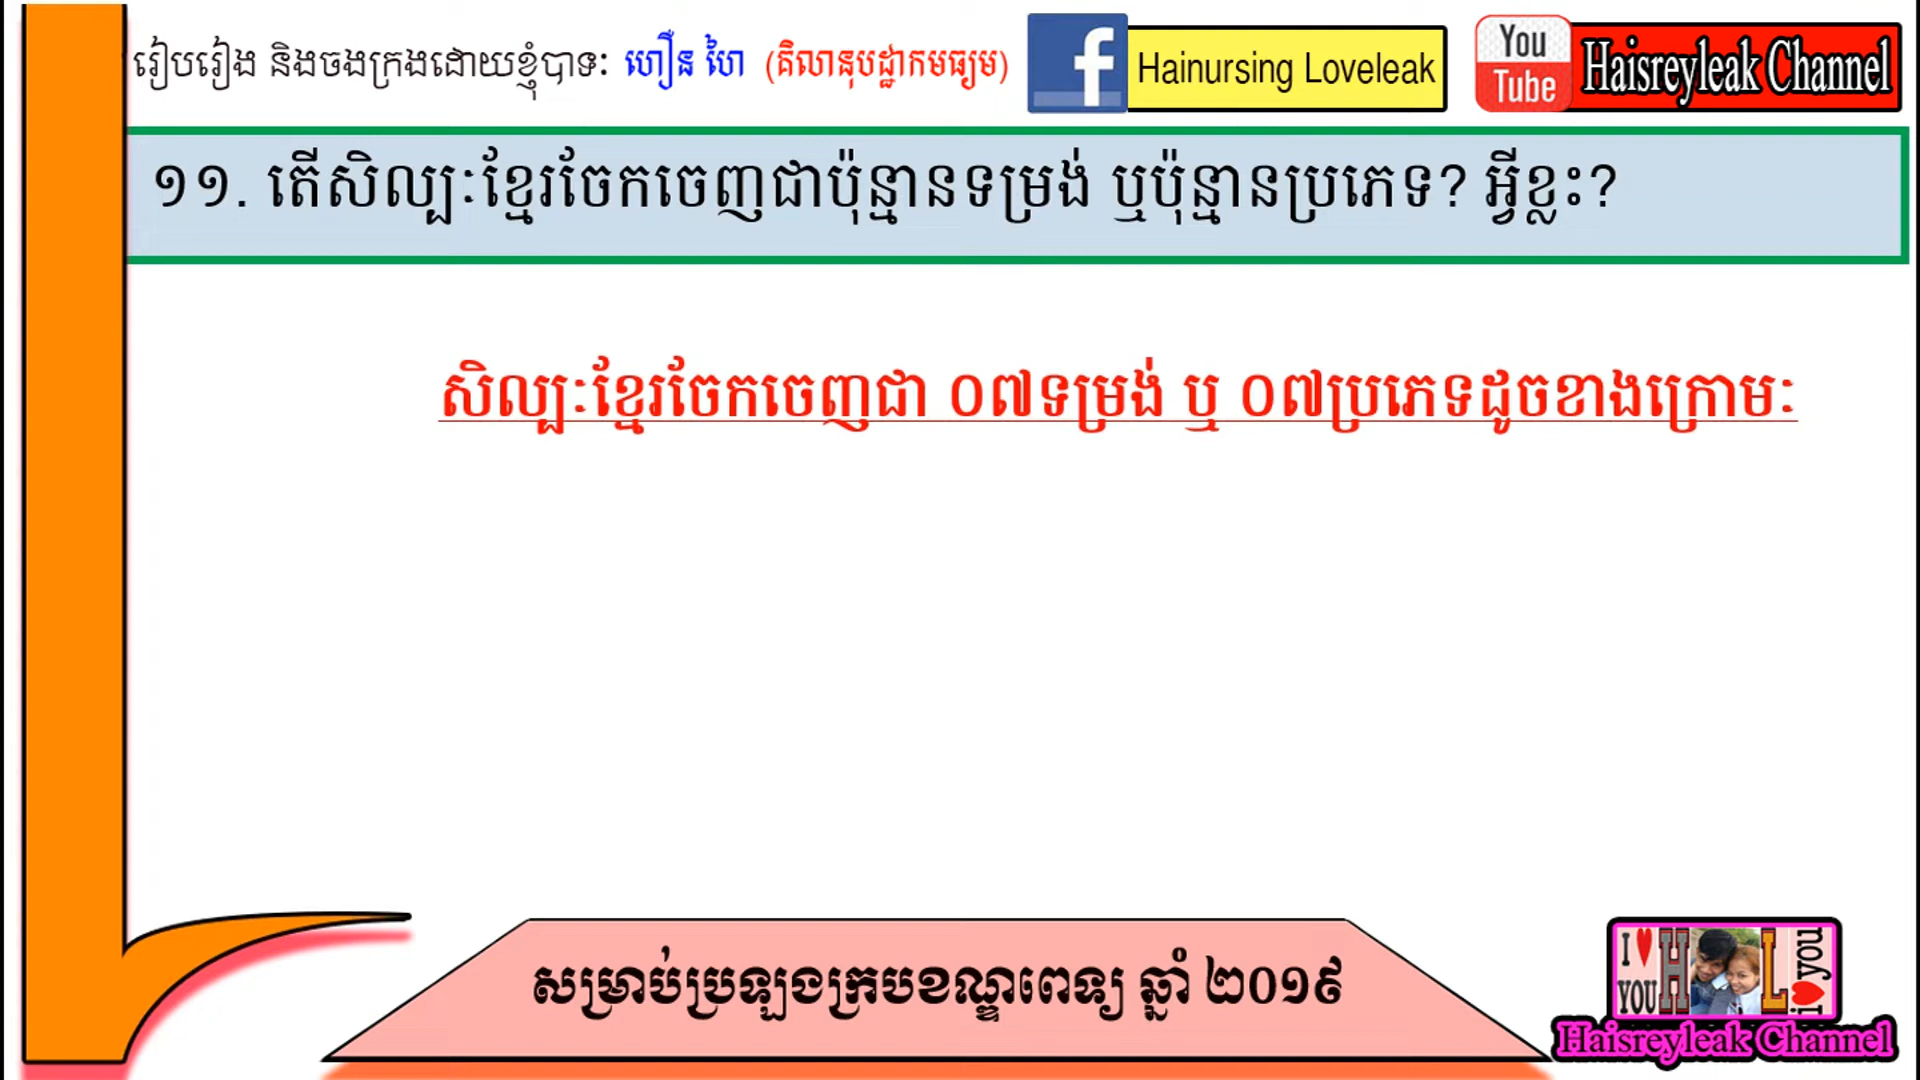 រៀបរៀង និងចងក្រងដោយខ្ញុំបាទៈ ហឿន ហៃ (គិលានុបដ្ឋាកមធ្យម)
Hainursing Loveleak
You Tube
Haisreyleak Channel
១១. តើសិល្បៈខ្មែរចែកចេញជាប៉ុន្មានទម្រង់ ឬប៉ុន្មានប្រភេទ? អ្វីខ្លះ?
សិល្បៈខ្មែរចែកចេញជា ០៧ទម្រង់ ឬ ០៧ប្រភេទដូចខាងក្រោមៈ
សម្រាប់ប្រឡងក្របខណ្ឌពេទ្យ ឆ្នាំ ២០១៩
I ♥ YOU
H L
i ♥ you
Haisreyleak Channel